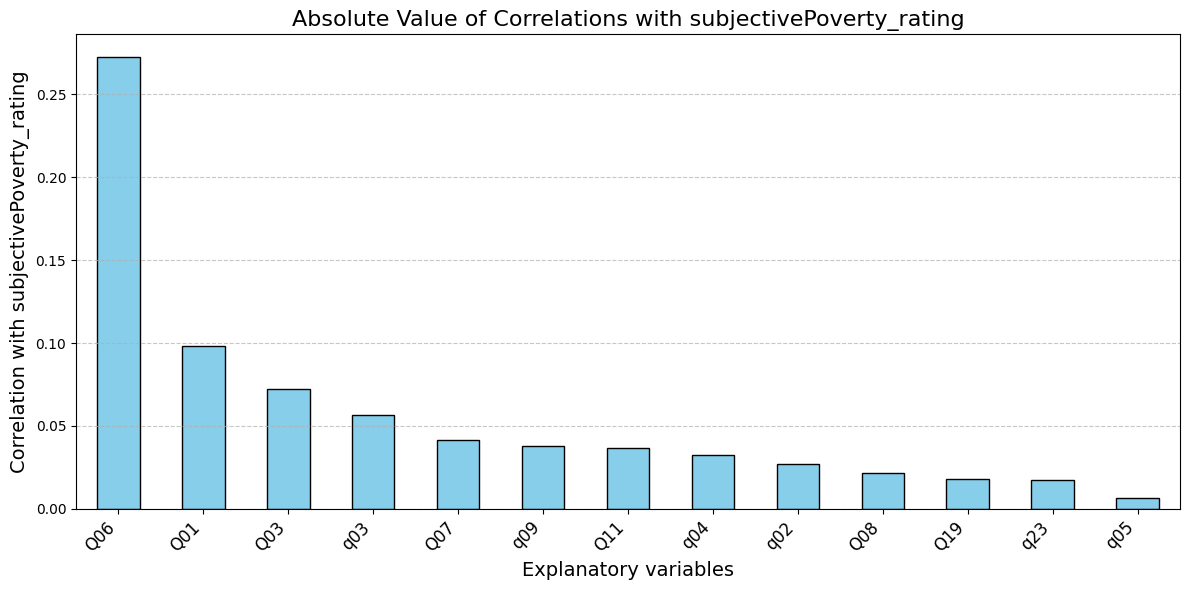 Absolute Value of Correlations with subjectivePoverty_rating
Correlation with subjectivePoverty_rating
0.25
0.20
0.15
0.10
0.05
0.00
Q06
Q01
Q03
q03
Q07
q09
Q11
q04
q02
Q08
Q19
q23
q05
Explanatory variables